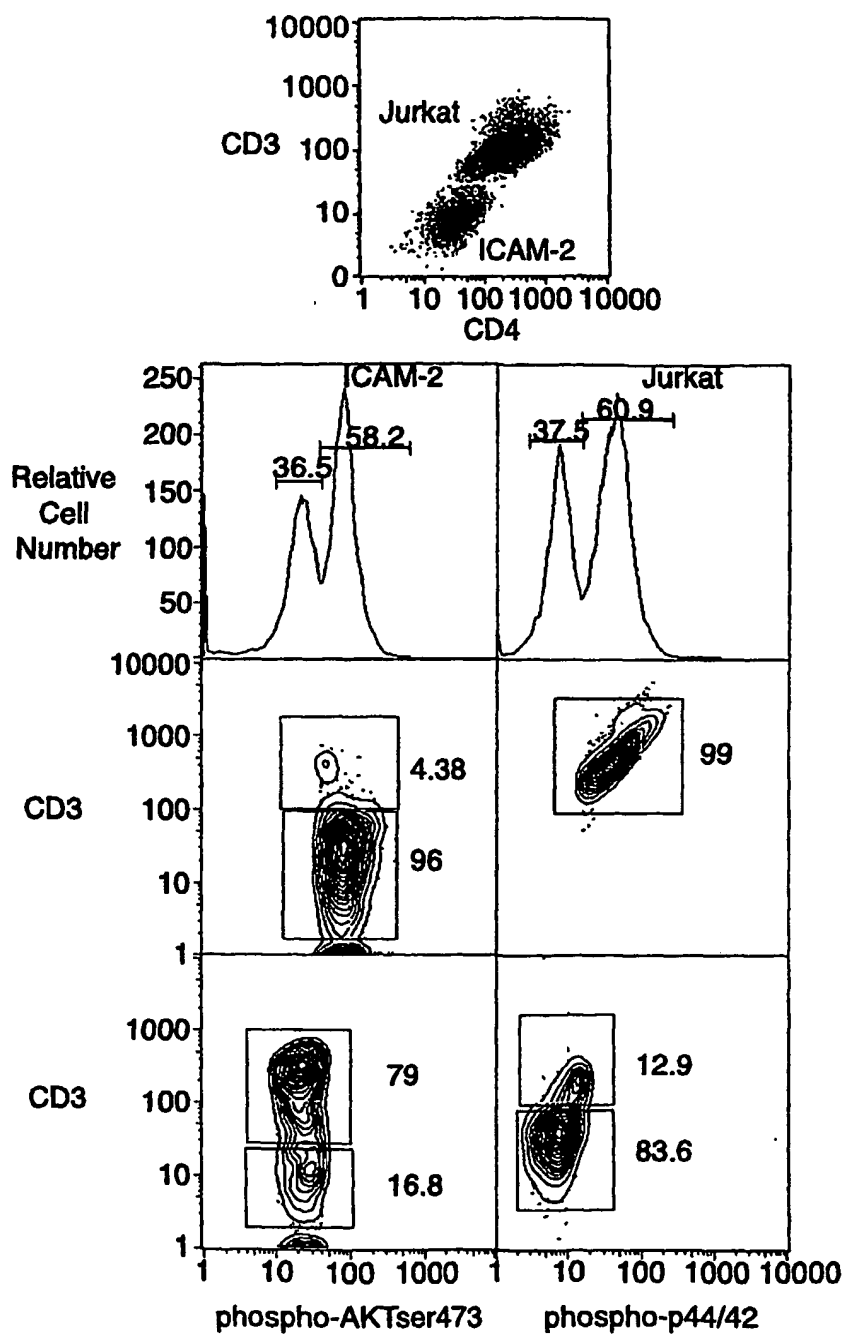 10000
1000
CD3 100
10
0
Jurkat
ICAM-2
1 10 100 1000 10000
CD4
250
200
150
100
50
Relative
Cell
Number
ICAM-2
58.2
36.5
Jurkat
60.9
37.5
10000
1000
100
10
1
CD3
4.38
96
99
1000
100
10
1
CD3
79
16.8
12.9
83.6
1 10 100 1000 1 10 100 1000 10000
phospho-AKTser473 phospho-p44/42